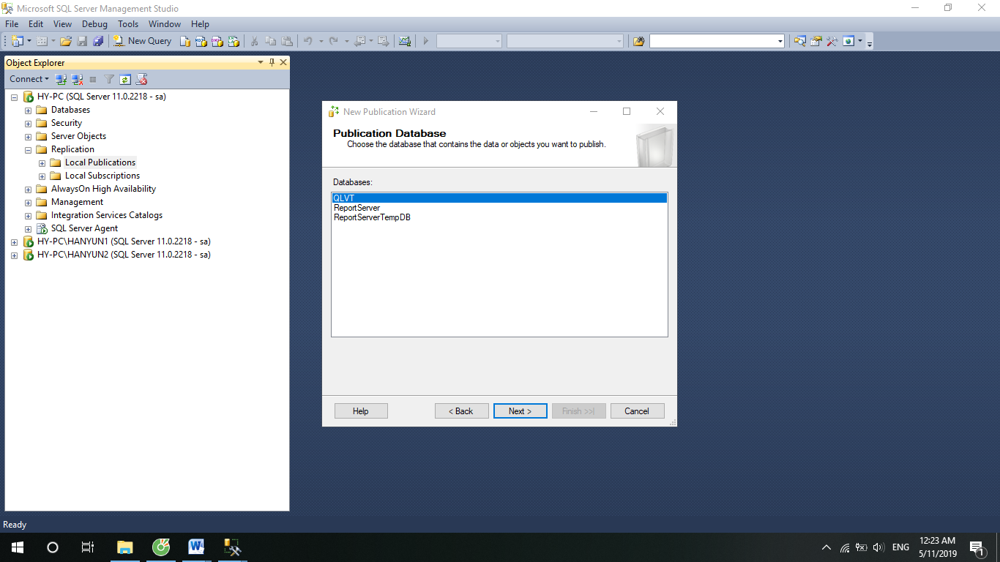 Microsoft SQL Server Management Studio
File Edit View Debug Tools Window Help
New Query
Object Explorer
Connect
HY-PC (SQL Server 11.0.2218 - sa)
Databases
Security
Server Objects
Replication
Local Publications
Local Subscriptions
AlwaysOn High Availability
Management
Integration Services Catalogs
SQL Server Agent
HY-PC\HANYUN1 (SQL Server 11.0.2218 - sa)
HY-PC\HANYUN2 (SQL Server 11.0.2218 - sa)
New Publication Wizard
Publication Database
Choose the database that contains the data or objects you want to publish.
Databases:
QLVT
ReportServer
ReportServerTempDB
Help < Back Next > Finish >>| Cancel
Ready
ENG
12:23 AM
5/11/2019
1